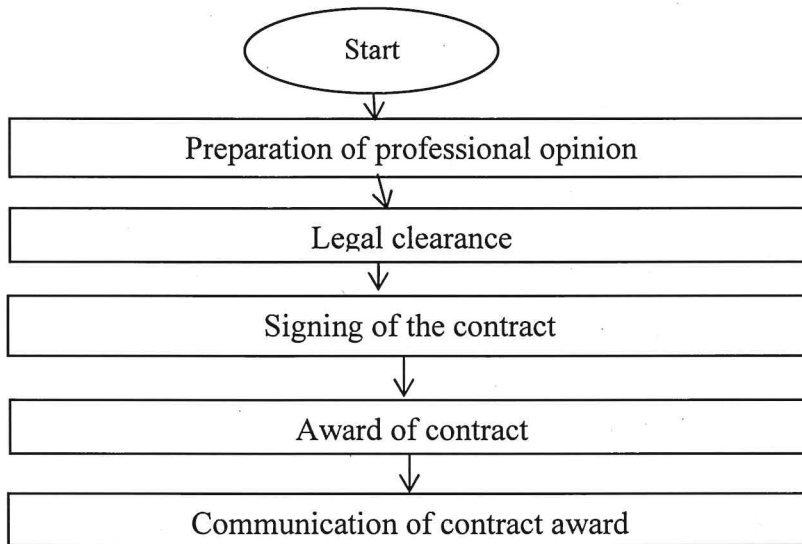 Start
Preparation of professional opinion
Legal clearance
Signing of the contract
Award of contract
Communication of contract award